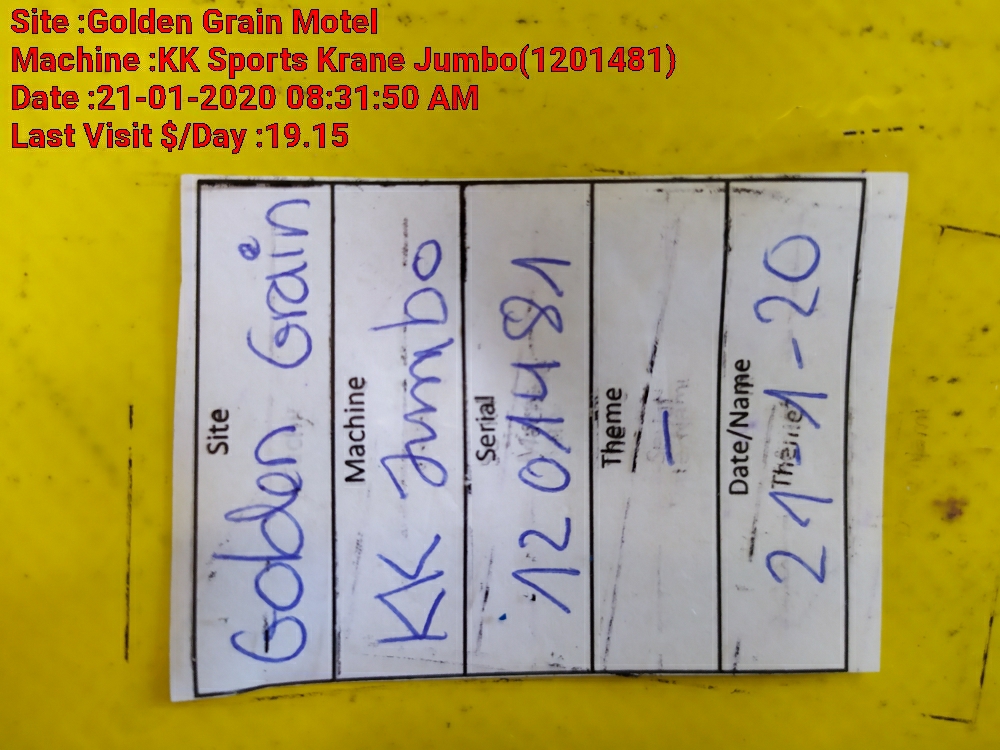 Site :Golden Grain Motel
Machine :KK Sports Krane Jumbo(1201481)
Date :21-01-2020 08:31:50 AM
Last Visit $/Day :19.15
Site
Golden Grain
Machine
KK Jumbo
Serial
1201481
Theme
-
Date/Name
Theme
21-1-20